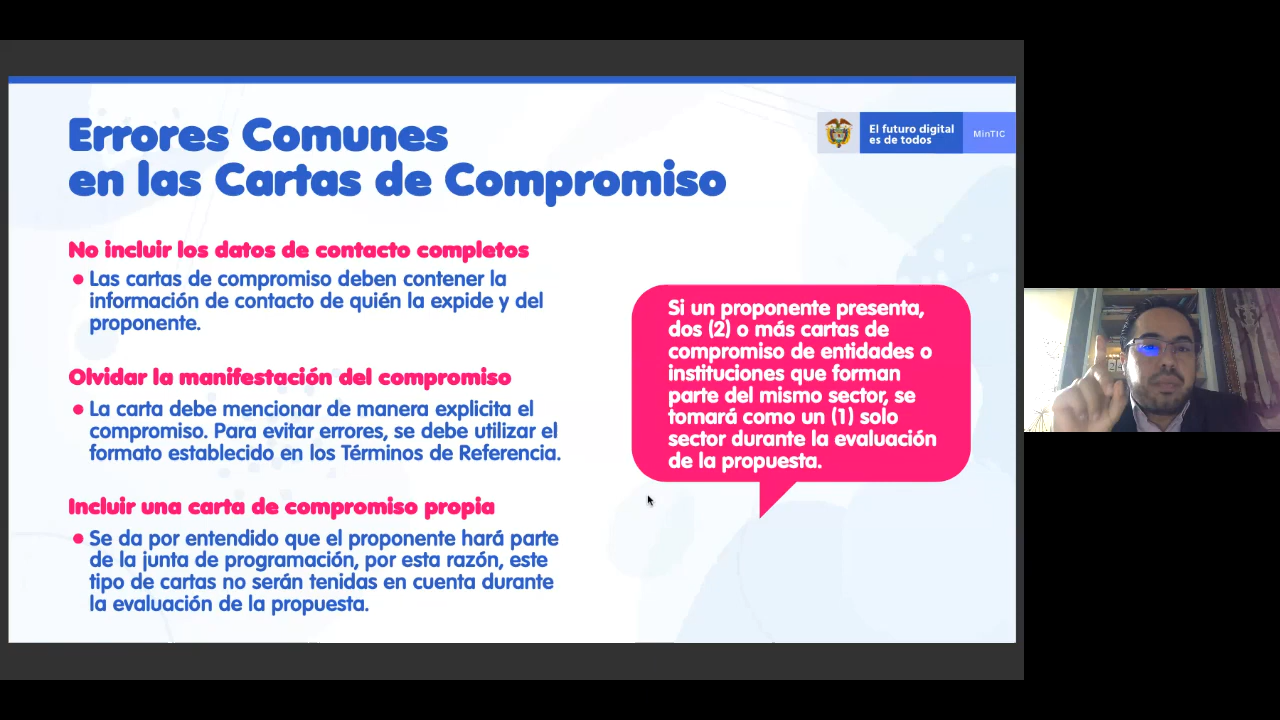 Errores Comunes
en las Cartas de Compromiso
El futuro digital
es de todos
MinTIC
No incluir los datos de contacto completos
Las cartas de compromiso deben contener la
información de contacto de quién la expide y del
proponente.
Olvidar la manifestación del compromiso
La carta debe mencionar de manera explicita el
compromiso. Para evitar errores, se debe utilizar el
formato establecido en los Términos de Referencia.
Incluir una carta de compromiso propia
Se da por entendido que el proponente hará parte
de la junta de programación, por esta razón, este
tipo de cartas no serán tenidas en cuenta durante
la evaluación de la propuesta.
Si un proponente presenta,
dos (2) o más cartas de
compromiso de entidades o
instituciones que forman
parte del mismo sector, se
tomará como un (1) solo
sector durante la evaluación
de la propuesta.